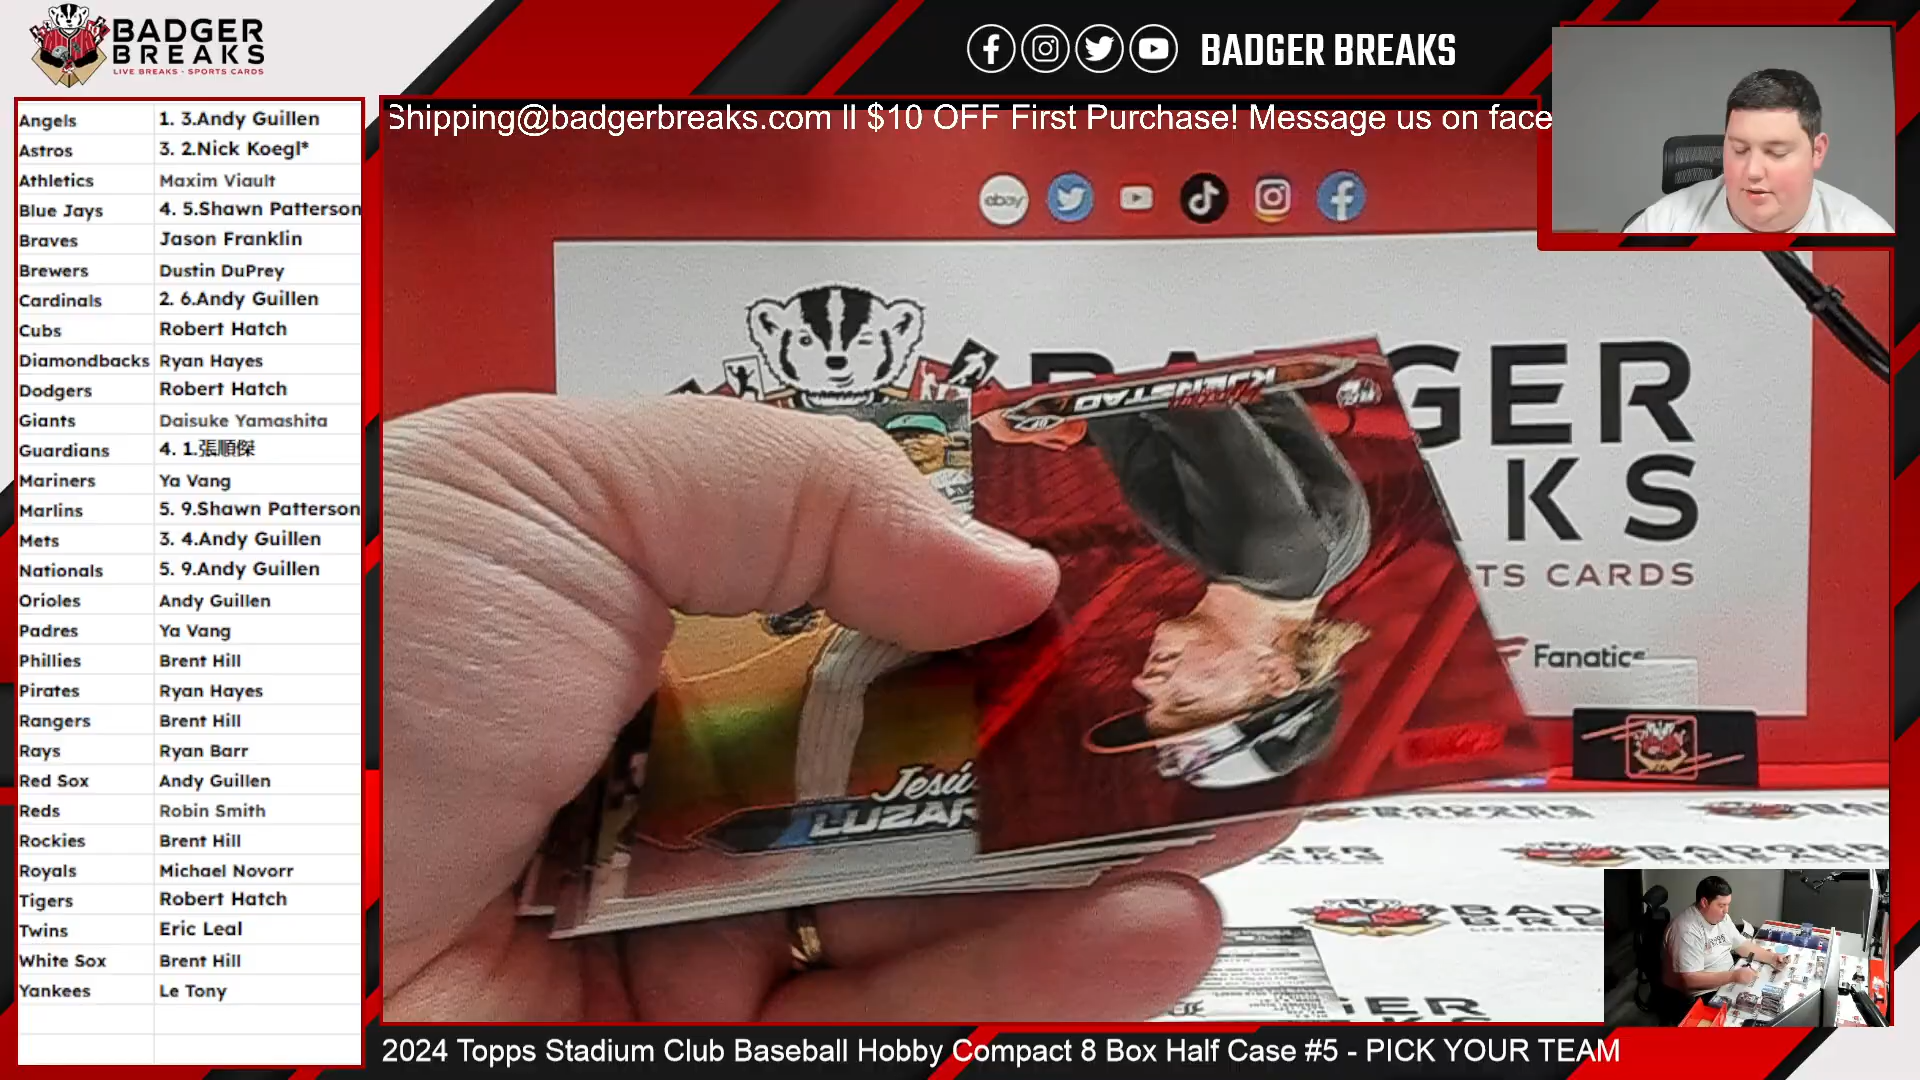 BADGER
BREAKS
LIVE BREAKS - SPORTS CARDS
BADGER BREAKS
Shipping@badgerbreaks.com ll $10 OFF First Purchase! Message us on face
Angels 1. 3.Andy Guillen
Astros 3. 2.Nick Koegl*
Athletics Maxim Viault
Blue Jays 4. 5.Shawn Patterson
Braves Jason Franklin
Brewers Dustin DuPrey
Cardinals 2. 6.Andy Guillen
Cubs Robert Hatch
Diamondbacks Ryan Hayes
Dodgers Robert Hatch
Giants Daisuke Yamashita
Guardians 4. 1.張順傑
Mariners Ya Vang
Marlins 5. 9.Shawn Patterson
Mets 3. 4.Andy Guillen
Nationals 5. 9.Andy Guillen
Orioles Andy Guillen
Padres Ya Vang
Phillies Brent Hill
Pirates Ryan Hayes
Rangers Brent Hill
Rays Ryan Barr
Red Sox Andy Guillen
Reds Robin Smith
Rockies Brent Hill
Royals Michael Novorr
Tigers Robert Hatch
Twins Eric Leal
White Sox Brent Hill
Yankees Le Tony
ebay
BADGER
AKS
TS CARDS
Fanatics
KJERSTAD
Jesú
LUZAR
2024 Topps Stadium Club Baseball Hobby Compact 8 Box Half Case #5 - PICK YOUR TEAM